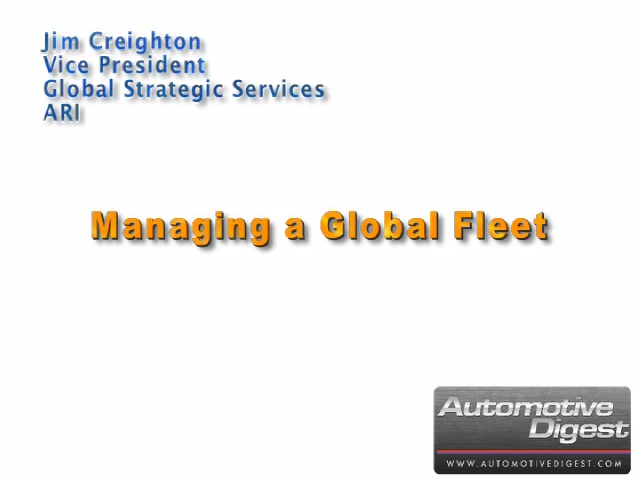 Jim Creighton
Vice President
Global Strategic Services
ARI
Managing a Global Fleet
Automotive
Digest
WWW.AUTOMOTIVEDIGEST.COM